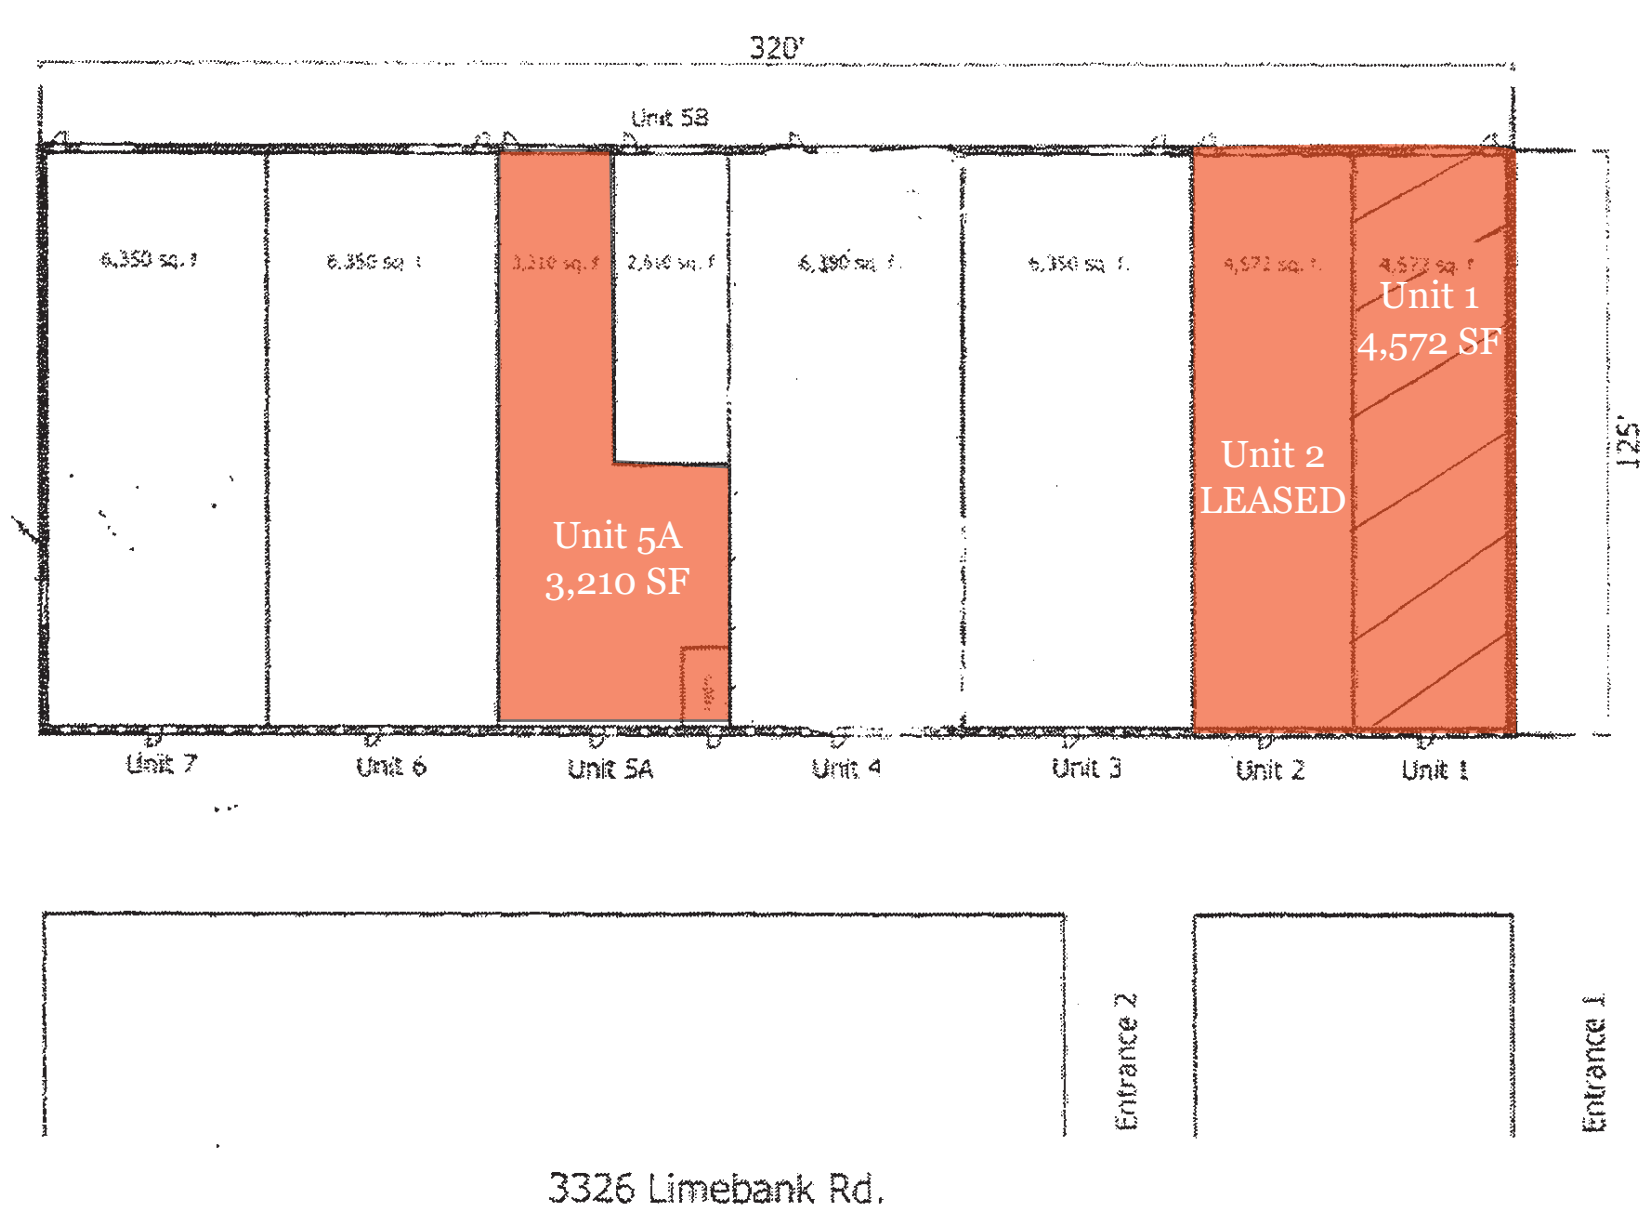 320'
Unit 5B
6,350 sq. f
6,350 sq f
3,210 sq. f
sq. f
sq. f.
6,350 sq f.
4,572 sq. f.
4,572 sq. f
Unit 1
4,572 SF
125'
Unit 2
LEASED
Unit 5A
3,210 SF
Unit 7
Unit 6
Unit 5A
Unit 4
Unit 3
Unit 2
Unit 1
Entrance 2
Entrance 1
3326 Limebank Rd.